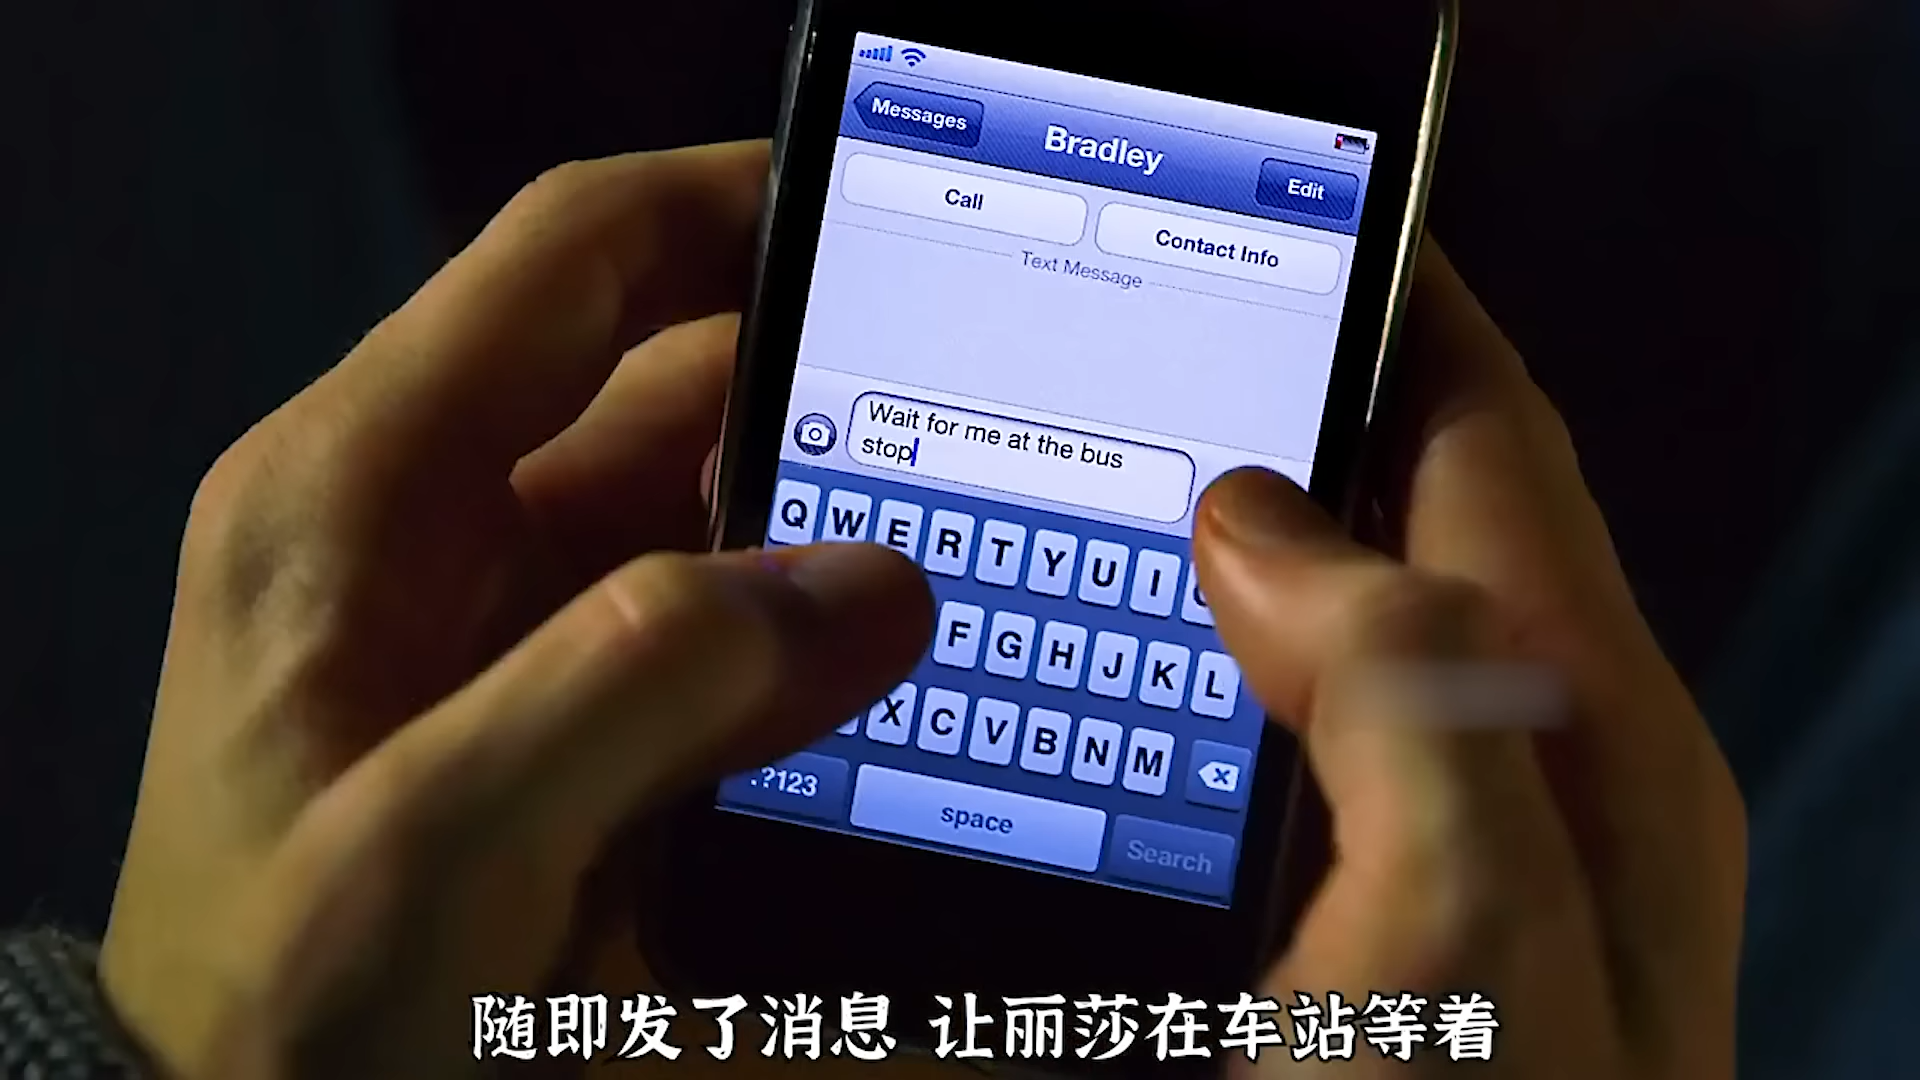 Messages
Bradley
Edit
Call
Contact Info
Text Message
Wait for me at the bus
stop
Q W E R T Y U I
F G H J K L
X C V B N M
.?123
space
Search
随即发了消息 让丽莎在车站等着